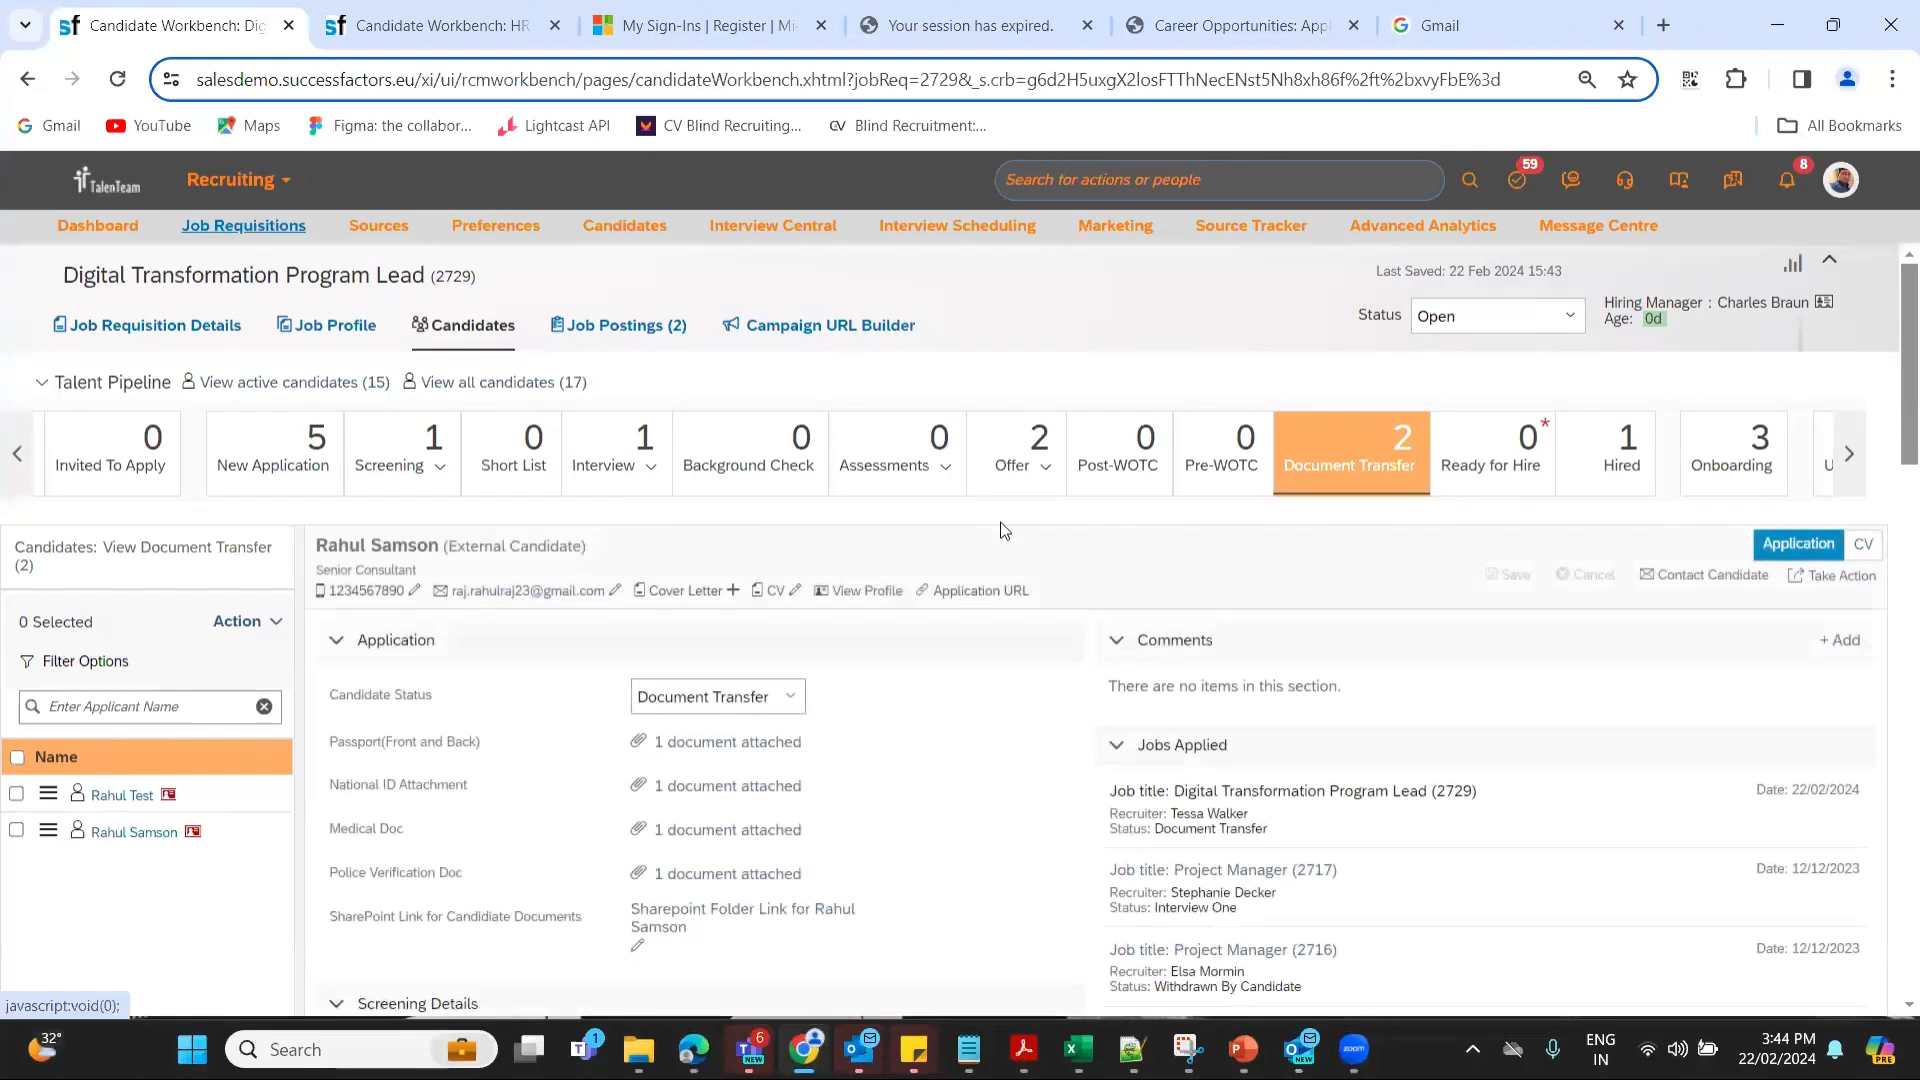 Candidate Workbench: Dig
Candidate Workbench: HR
My Sign-Ins | Register | Mi
Your session has expired.
Career Opportunities: Appl
Gmail
salesdemo.successfactors.eu/xi/ui/rcmworkbench/pages/candidateWorkbench.xhtml?jobReq=2729&_s.crb=g6d2H5uxgX2losFTThNecENst5Nh8xh86f%2ft%2bxvyFbE%3d
Gmail YouTube Maps Figma: the collabor... Lightcast API CV Blind Recruiting... Blind Recruitment:... All Bookmarks
TalenTeam Recruiting Search for actions or people 59 8
Dashboard Job Requisitions Sources Preferences Candidates Interview Central Interview Scheduling Marketing Source Tracker Advanced Analytics Message Centre
Digital Transformation Program Lead (2729)
Last Saved: 22 Feb 2024 15:43
Job Requisition Details Job Profile Candidates Job Postings (2) Campaign URL Builder
Status Open
Hiring Manager : Charles Braun
Age: 0d
Talent Pipeline View active candidates (15) View all candidates (17)
0 5 1 0 1 0 0 2 0 0 2 0* 1 3
Invited To Apply New Application Screening Short List Interview Background Check Assessments Offer Post-WOTC Pre-WOTC Document Transfer Ready for Hire Hired Onboarding U
Candidates: View Document Transfer
(2)
0 Selected Action
Filter Options
Enter Applicant Name
Name
Rahul Test
Rahul Samson
Rahul Samson (External Candidate)
Application CV
Senior Consultant
Save Cancel Contact Candidate Take Action
1234567890 raj.rahulraj23@gmail.com Cover Letter CV View Profile Application URL
Application
Candidate Status Document Transfer
Passport(Front and Back) 1 document attached
National ID Attachment 1 document attached
Medical Doc 1 document attached
Police Verification Doc 1 document attached
SharePoint Link for Candidiate Documents Sharepoint Folder Link for Rahul
Samson
Screening Details
Comments + Add
There are no items in this section.
Jobs Applied
Job title: Digital Transformation Program Lead (2729) Date: 22/02/2024
Recruiter: Tessa Walker
Status: Document Transfer
Job title: Project Manager (2717) Date: 12/12/2023
Recruiter: Stephanie Decker
Status: Interview One
Job title: Project Manager (2716) Date: 12/12/2023
Recruiter: Elsa Mormin
Status: Withdrawn By Candidate
javascript:void(0);
32°
Search
1
6
NEW
NEW
zoom
ENG
IN
3:44 PM
22/02/2024
PRE